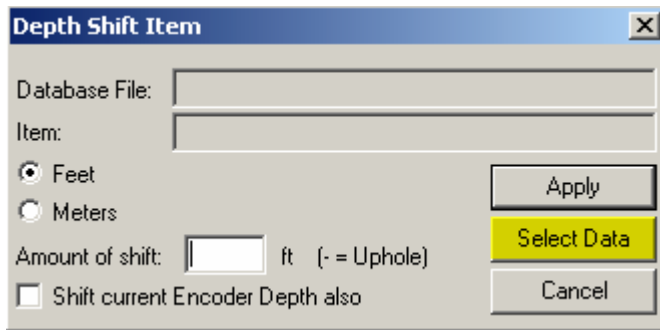 Depth Shift Item
Database File:
Item:
Feet
Meters
Apply
Amount of shift: ft (- = Uphole)
Select Data
Shift current Encoder Depth also
Cancel